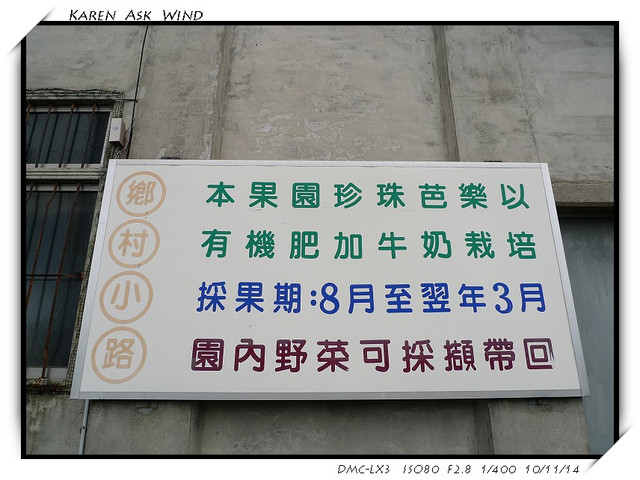 KAREN ASK WIND
鄉村小路
本果園珍珠芭樂以
有機肥加牛奶栽培
採果期:8月至翌年3月
園內野菜可採擷帶回
DMC-LX3 ISO80 F2.8 1/400 10/11/14